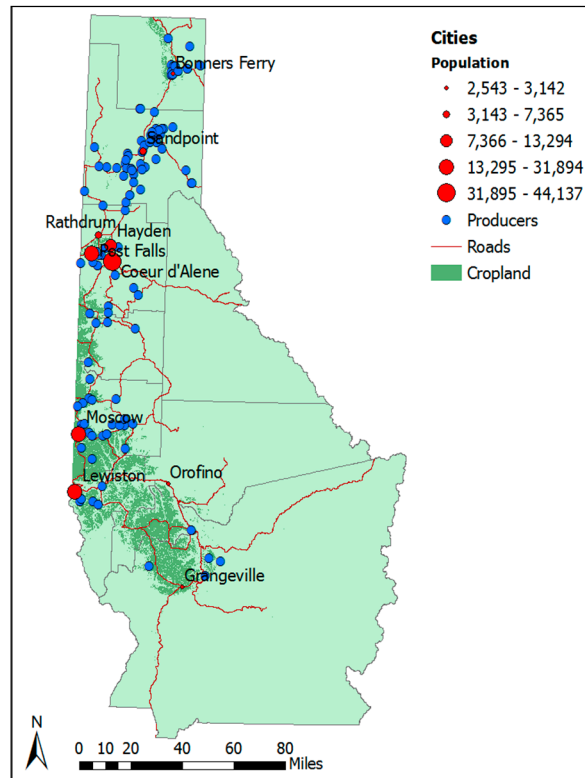 Cities
Population
2,543 - 3,142
3,143 - 7,365
7,366 - 13,294
13,295 - 31,894
31,895 - 44,137
Producers
Roads
Cropland
Bonners Ferry
Sandpoint
Rathdrum
Hayden
Post Falls
Coeur d'Alene
Moscow
Lewiston
Orofino
Grangeville
N
0 10 20 40 60 80
Miles